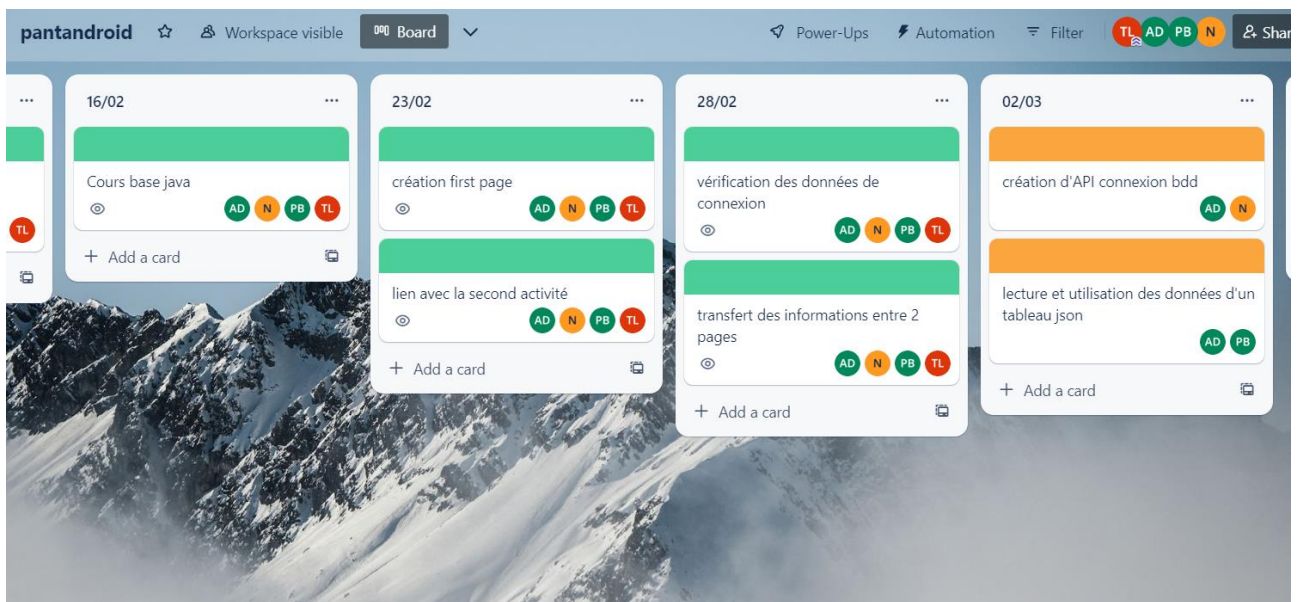 pantandroid Workspace visible Board Power-Ups Automation Filter TL AD PB N Shar
TL
16/02
Cours base java
AD N PB TL
+ Add a card
23/02
création first page
AD N PB TL
lien avec la second activité
AD N PB TL
+ Add a card
28/02
vérification des données de
connexion
AD N PB TL
transfert des informations entre 2
pages
AD N PB TL
+ Add a card
02/03
création d'API connexion bdd
AD N
lecture et utilisation des données d'un
tableau json
AD PB
+ Add a card